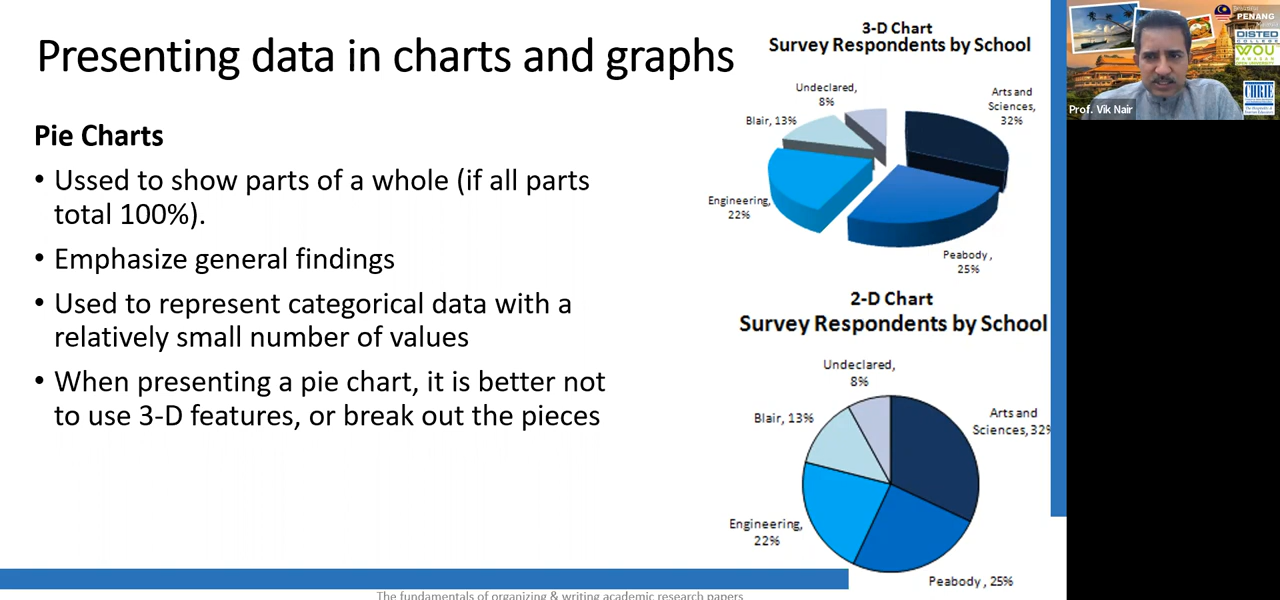 Presenting data in charts and graphs
Pie Charts
• Ussed to show parts of a whole (if all parts
total 100%).
• Emphasize general findings
• Used to represent categorical data with a
relatively small number of values
• When presenting a pie chart, it is better not
to use 3-D features, or break out the pieces
3-D Chart
Survey Respondents by School
Undeclared,
8%
Arts and
Sciences,
32%
Blair, 13%
Engineering,
22%
Peabody ,
25%
2-D Chart
Survey Respondents by School
Undeclared,
8%
Blair, 13%
Arts and
Sciences, 32%
Engineering,
22%
Peabody , 25%
The fundamentals of organizing & writing academic research papers
Prof. Vik Nair
PENANG
DISTED
COLLEGE
WOU
CHRIE